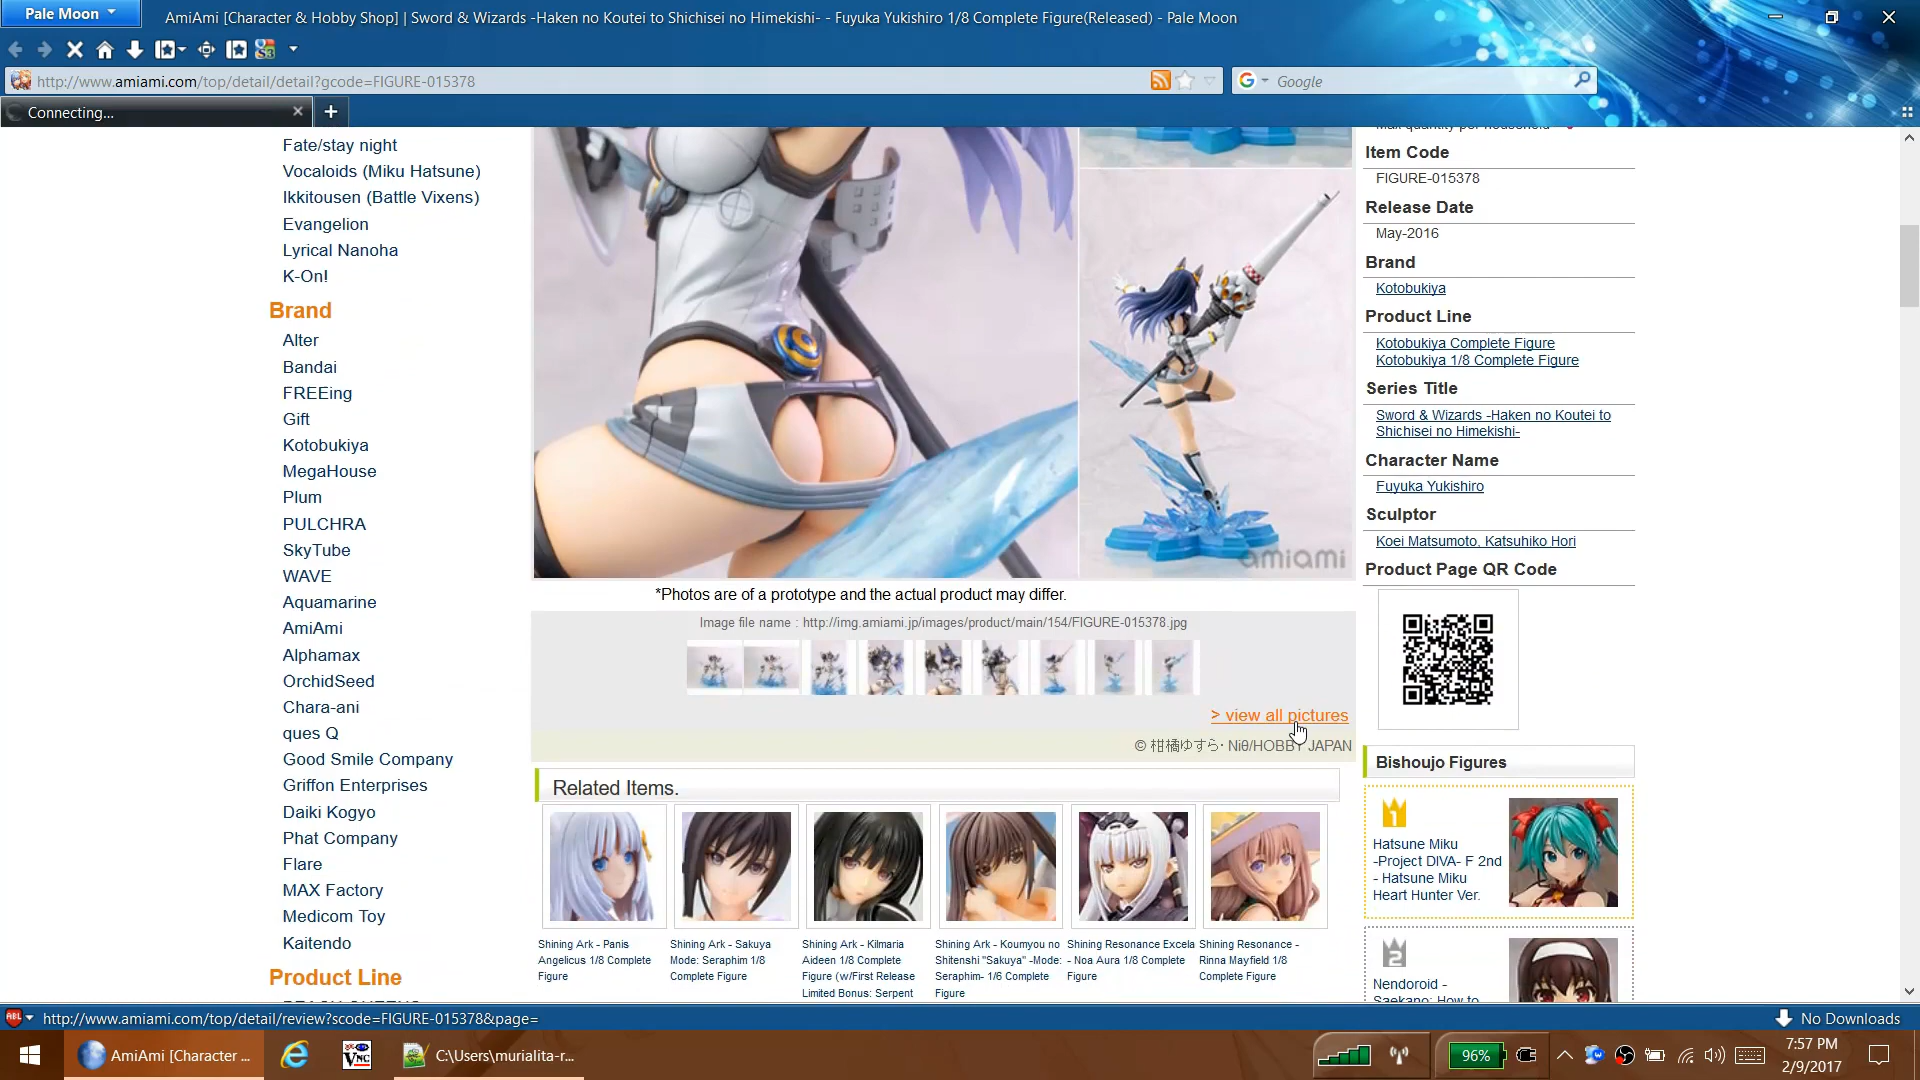 Pale Moon
AmiAmi [Character & Hobby Shop] | Sword & Wizards -Haken no Koutei to Shichisei no Himekishi- - Fuyuka Yukishiro 1/8 Complete Figure(Released) - Pale Moon
http://www.amiami.com/top/detail/detail?gcode=FIGURE-015378
Google
Connecting...
Fate/stay night
Vocaloids (Miku Hatsune)
Ikkitousen (Battle Vixens)
Evangelion
Lyrical Nanoha
K-On!
Brand
Alter
Bandai
FREEing
Gift
Kotobukiya
MegaHouse
Plum
PULCHRA
SkyTube
WAVE
Aquamarine
AmiAmi
Alphamax
OrchidSeed
Chara-ani
ques Q
Good Smile Company
Griffon Enterprises
Daiki Kogyo
Phat Company
Flare
MAX Factory
Medicom Toy
Kaitendo
Product Line
amiami
*Photos are of a prototype and the actual product may differ.
Image file name : http://img.amiami.jp/images/product/main/154/FIGURE-015378.jpg
> view all pictures
© 柑橘ゆすら・ Niθ/HOBBY JAPAN
Related Items.
Shining Ark - Panis
Angelicus 1/8 Complete
Figure
Shining Ark - Sakuya
Mode: Seraphim 1/8
Complete Figure
Shining Ark - Kilmaria
Aideen 1/8 Complete
Figure (w/First Release
Limited Bonus: Serpent
Shining Ark - Koumyou no
Shitenshi "Sakuya" -Mode:
Seraphim- 1/6 Complete
Figure
Shining Resonance Excela
- Noa Aura 1/8 Complete
Figure
Shining Resonance -
Rinna Mayfield 1/8
Complete Figure
Max quantity per household
Item Code
FIGURE-015378
Release Date
May-2016
Brand
Kotobukiya
Product Line
Kotobukiya Complete Figure
Kotobukiya 1/8 Complete Figure
Series Title
Sword & Wizards -Haken no Koutei to
Shichisei no Himekishi-
Character Name
Fuyuka Yukishiro
Sculptor
Koei Matsumoto, Katsuhiko Hori
Product Page QR Code
Bishoujo Figures
1
Hatsune Miku
-Project DIVA- F 2nd
- Hatsune Miku
Heart Hunter Ver.
2
Nendoroid -
Saekano: How to
ABL
http://www.amiami.com/top/detail/review?scode=FIGURE-015378&page=
No Downloads
AmiAmi [Character ...
VNC
C:\Users\murialita-r...
96%
7:57 PM
2/9/2017